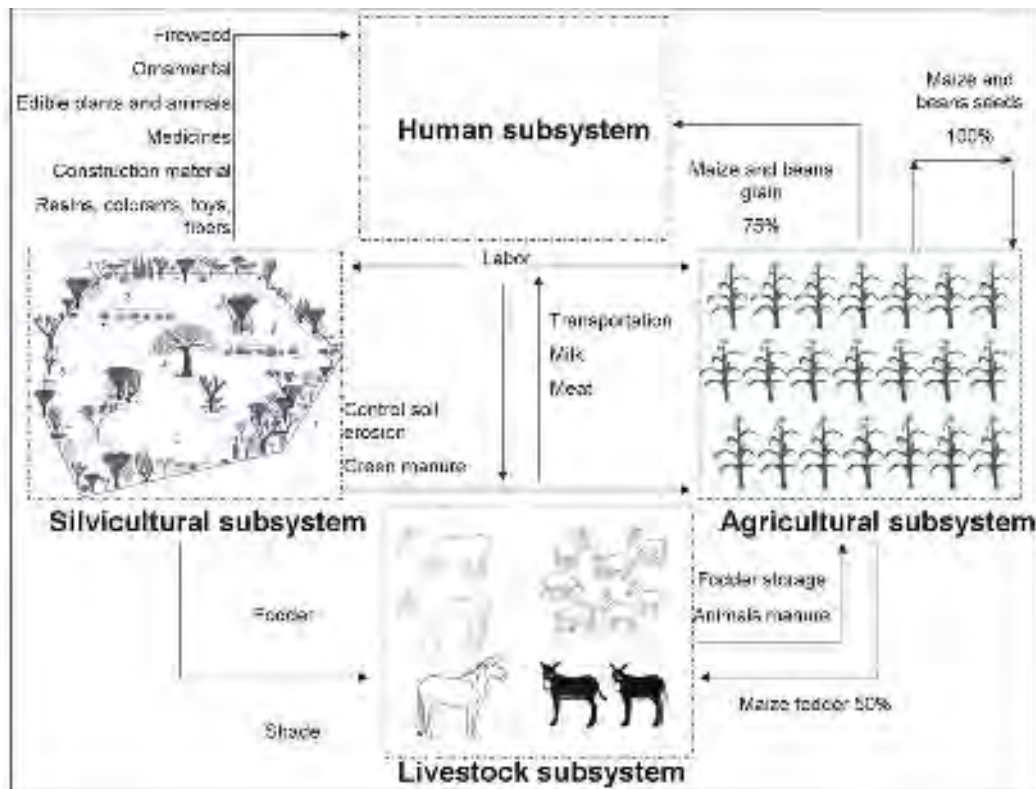 Firewood
Ornamental
Edible plants and animals
Medicines
Construction material
Resins, colorants, toys,
fibers
Human subsystem
Maize and
beans seeds
100%
Maize and beans
grain
75%
Labor
Transportation
Milk
Meat
Control soil
erosion
Green manure
Silvicultural subsystem
Agricultural subsystem
Fodder
Shade
Fodder storage
Animals manure
Maize fodder 50%
Livestock subsystem